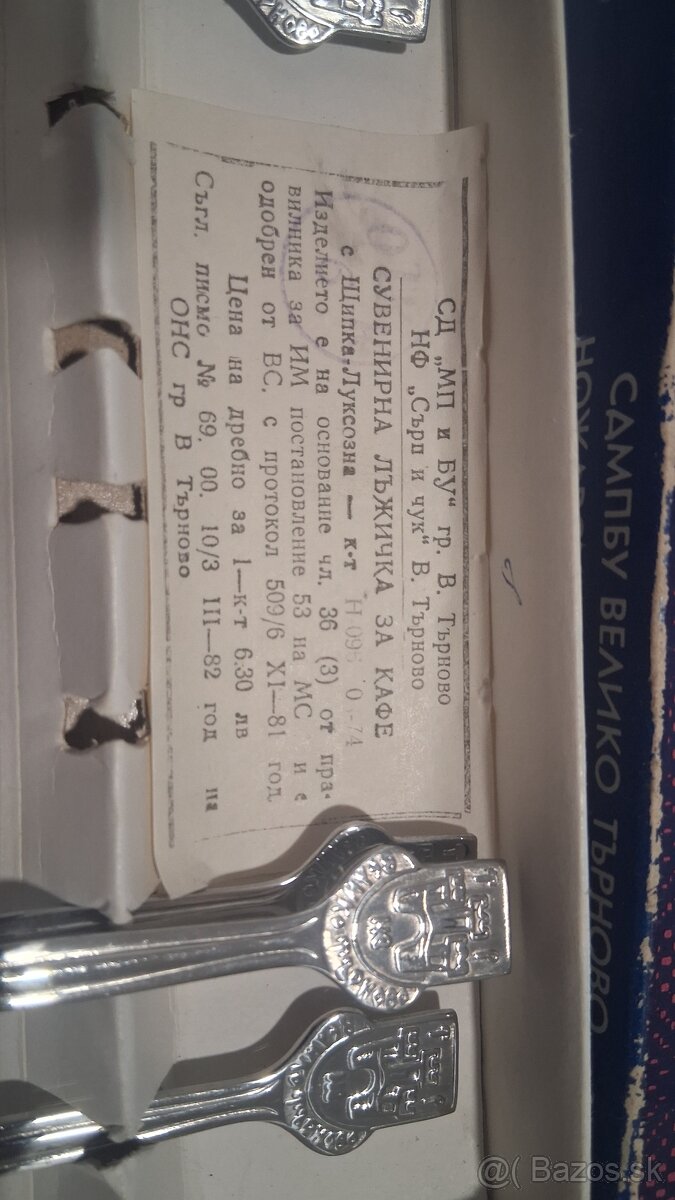 СД „МП и БУ“ гр. В. Търново
НФ „Сърп и чук“ В. Търново
СУВЕНИРНА ЛЪЖИЧКА ЗА КАФЕ
с Щипка-Луксозна — к-т
Изделието е на основание чл. 36 (3) от пра-
вилника за ИМ постановление 53 на МС и е
одобрен от ВС, с протокол 509/6 XI—81 год.
Цена на дребно за 1—к-т 6.30 лв
Съгл. писмо № 69. 00. 10/3 III—82 год на
ОНС гр В Търново
САМПБУ ВЕЛИКО ТЪРНОВО
@( Bazos.sk